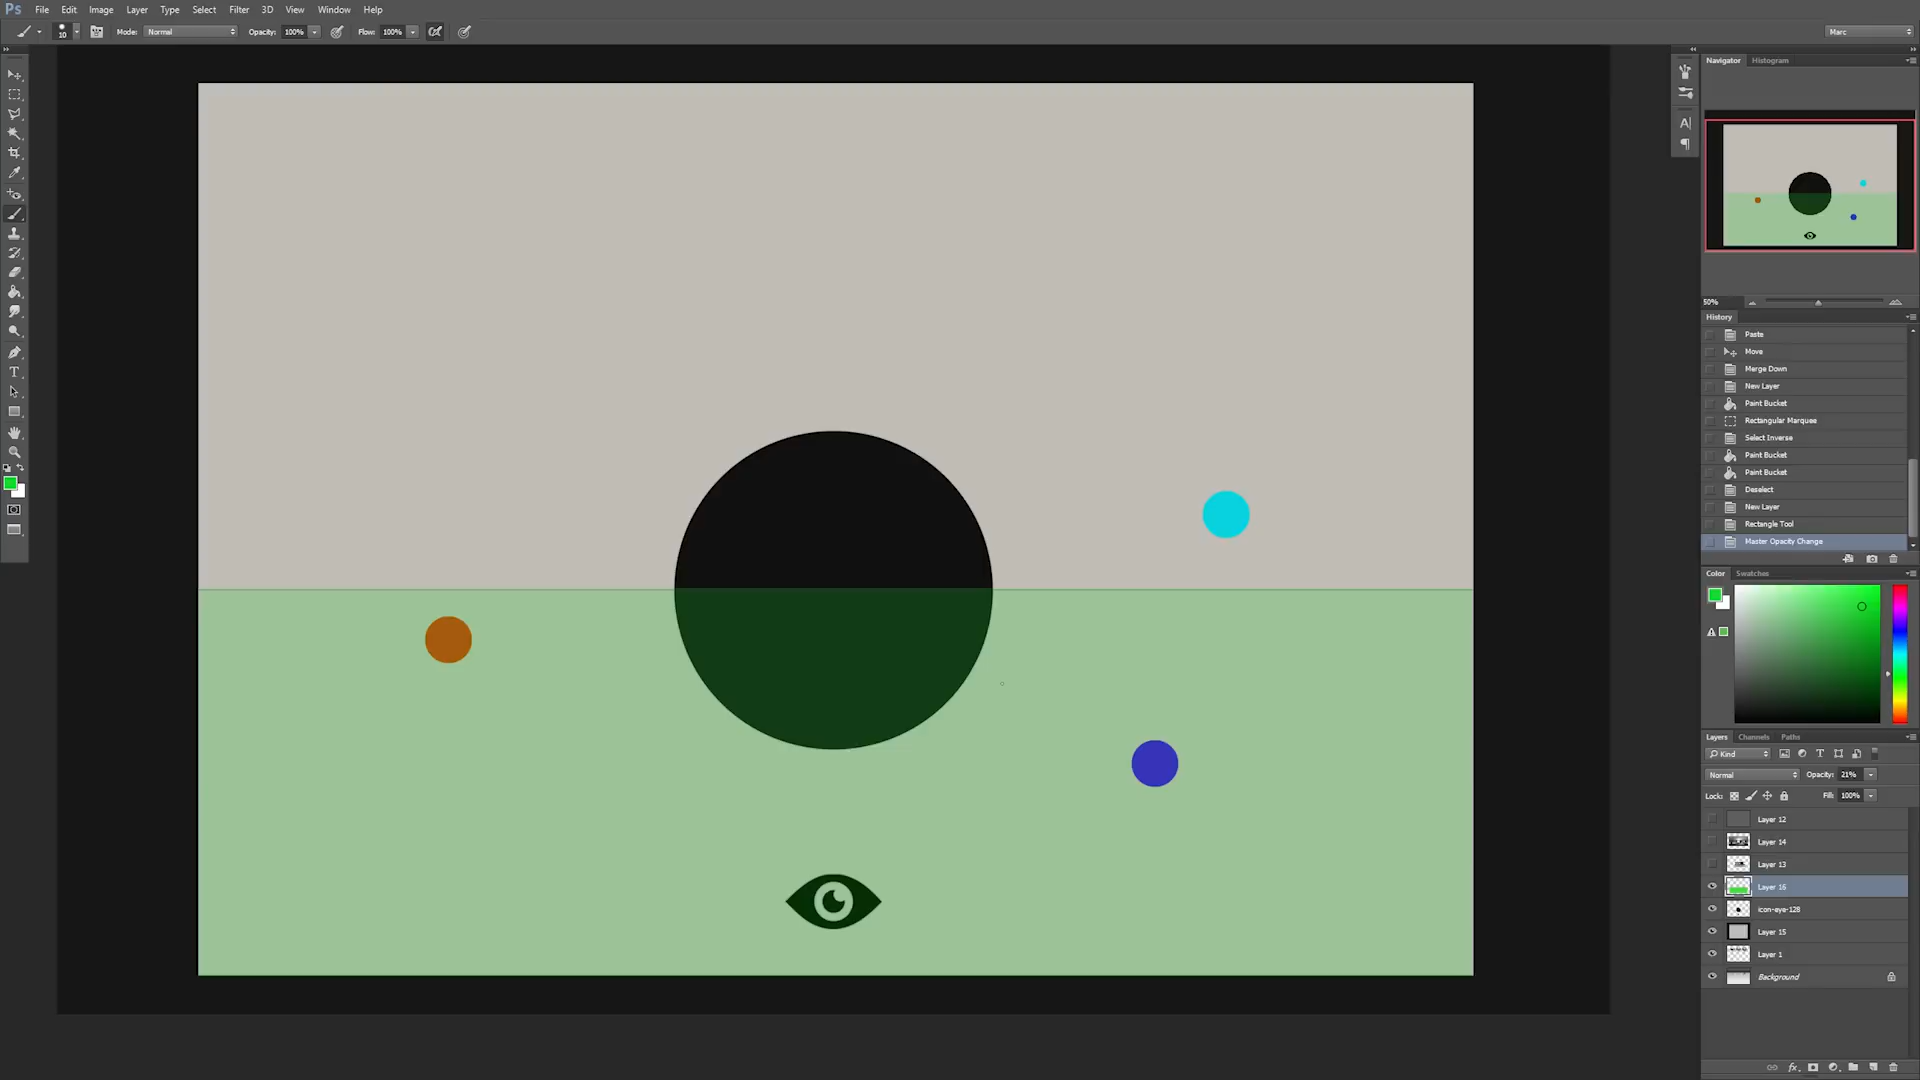 Ps File Edit Image Layer Type Select Filter 3D View Window Help
10 Mode: Normal Opacity: 100% Flow: 100% Marc
Navigator Histogram
50%
History
Paste
Move
Merge Down
New Layer
Paint Bucket
Rectangular Marquee
Select Inverse
Paint Bucket
Paint Bucket
Deselect
New Layer
Rectangle Tool
Master Opacity Change
Color Swatches
Layers Channels Paths
Kind
Normal Opacity: 21%
Lock: Fill: 100%
Layer 12
Layer 14
Layer 13
Layer 16
icon-eye-128
Layer 15
Layer 1
Background